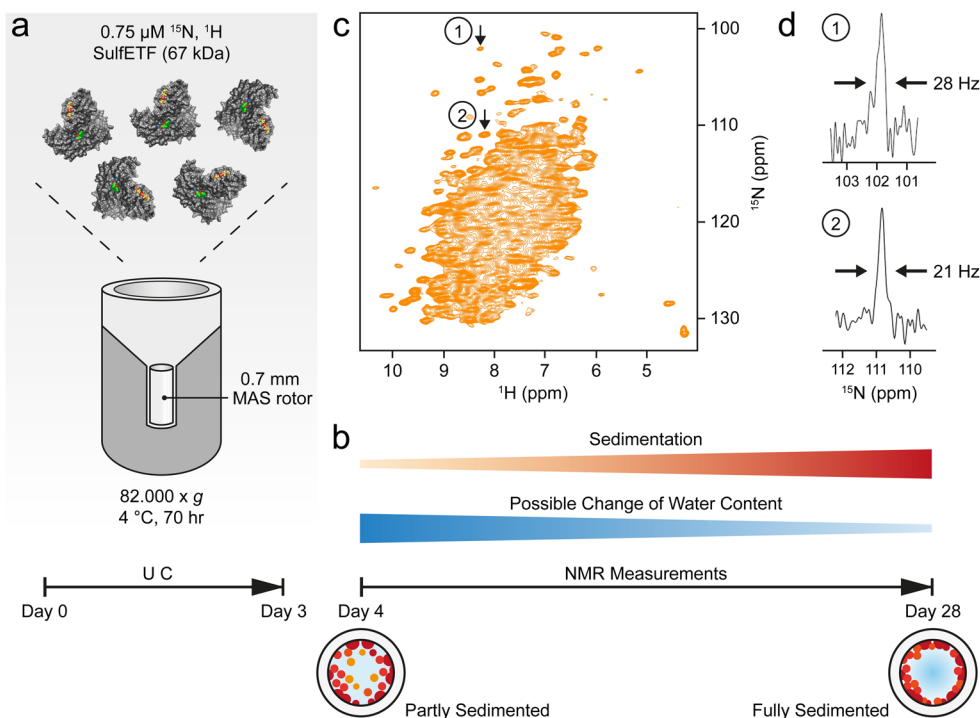 a
0.75 µM ¹⁵N, ¹H
SulfETF (67 kDa)
0.7 mm
MAS rotor
82.000 x g
4 °C, 70 hr
U C
Day 0
Day 3
b
Sedimentation
Possible Change of Water Content
NMR Measurements
Day 4
Day 28
Partly Sedimented
Fully Sedimented
c
1
2
100
110
120
130
¹⁵N (ppm)
10
9
8
7
6
5
¹H (ppm)
d
1
28 Hz
103
102
101
2
21 Hz
112
111
110
¹⁵N (ppm)